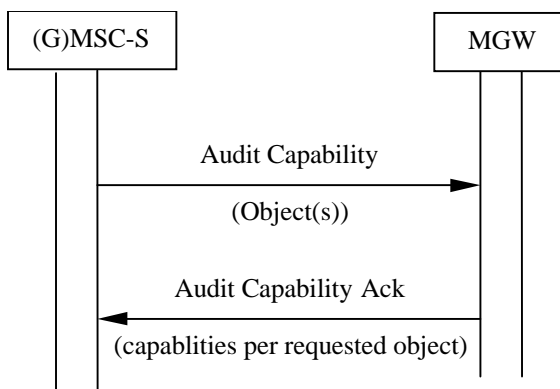 (G)MSC-S
MGW
Audit Capability
(Object(s))
Audit Capability Ack
(capablities per requested object)